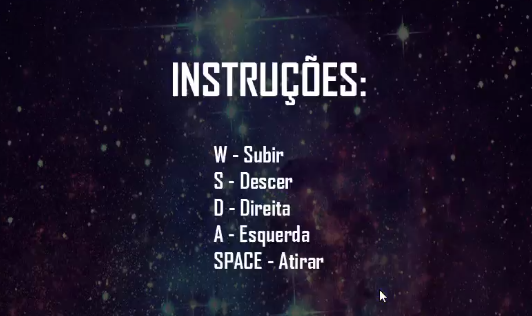 INSTRUÇÕES:
W - Subir
S - Descer
D - Direita
A - Esquerda
SPACE - Atirar